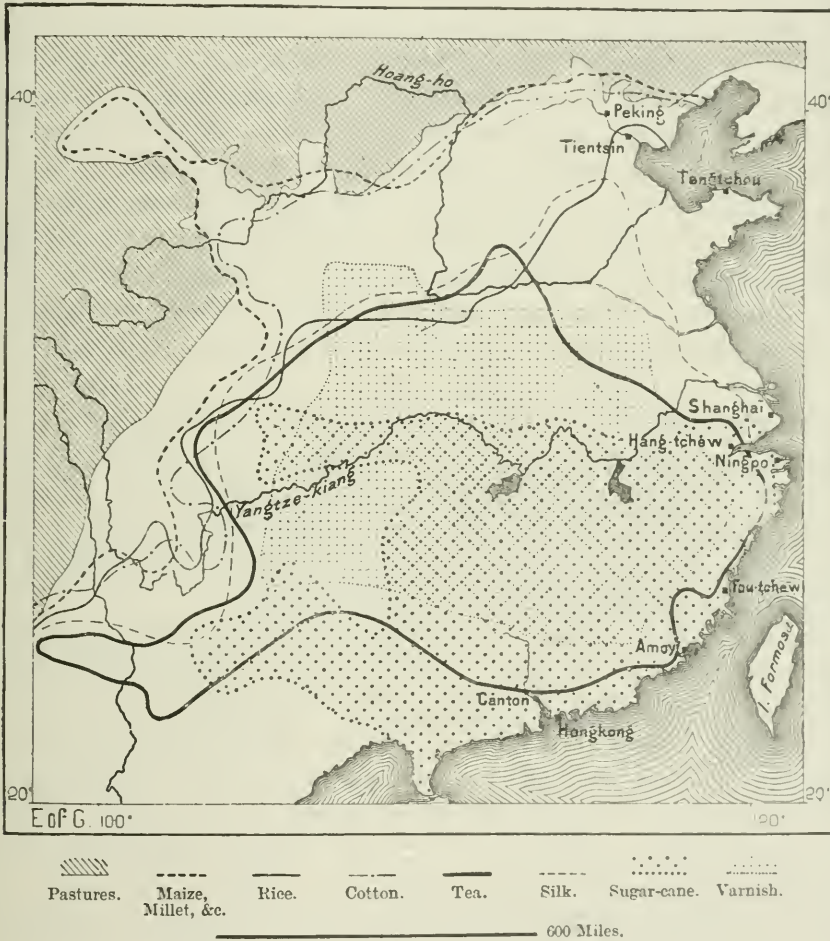 Hoang-ho
40°
40°
Peking
Tientsin
Tangtchou
Shanghai
Hang-tchew
Ningpo
Yangtze-kiang
Fou-tchew
Amoy
I. Formosa
Canton
Hongkong
20°
20°
E of G. 100°
120°
Pastures. Maize, Rice. Cotton. Tea. Silk. Sugar-cane. Varnish.
Millet, &c.
600 Miles.